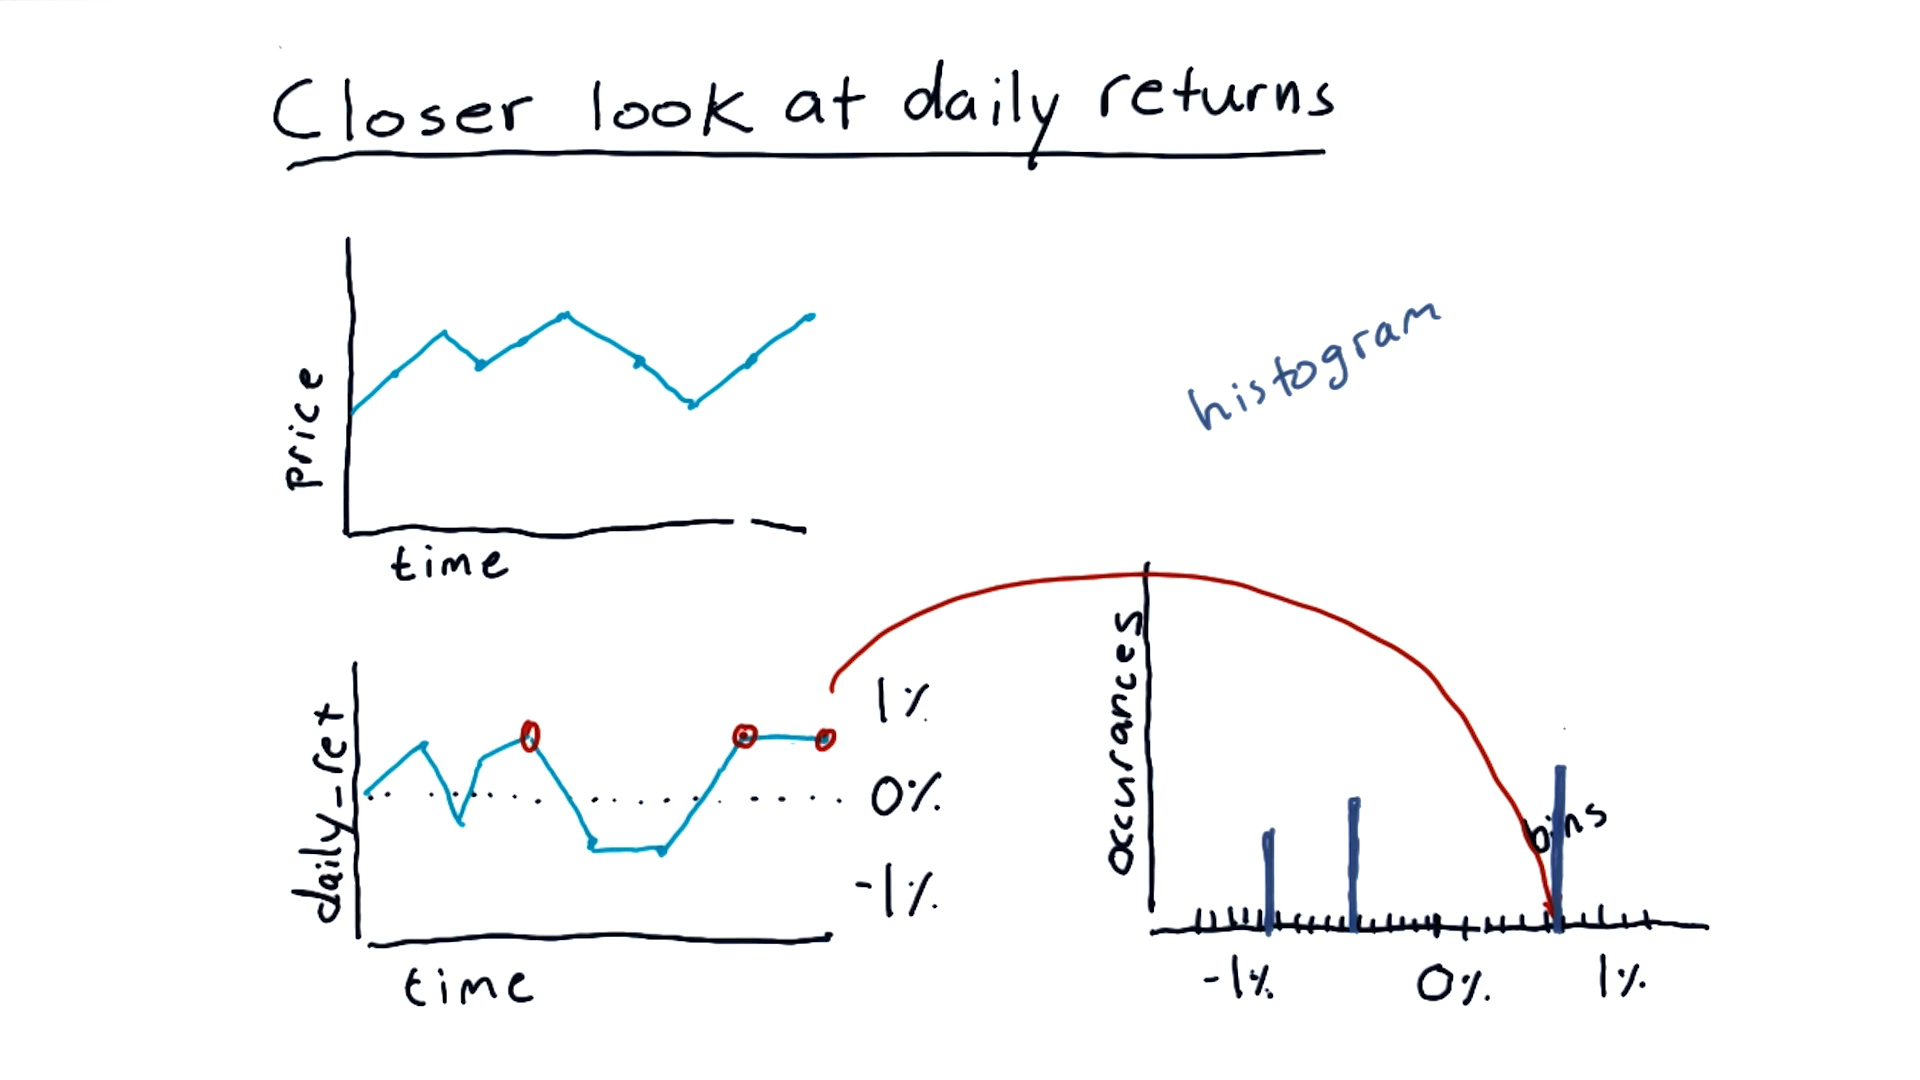 Closer look at daily returns
price
time
histogram
daily_ret
1%
0%
-1%
time
occurances
bins
-1%
0%
1%